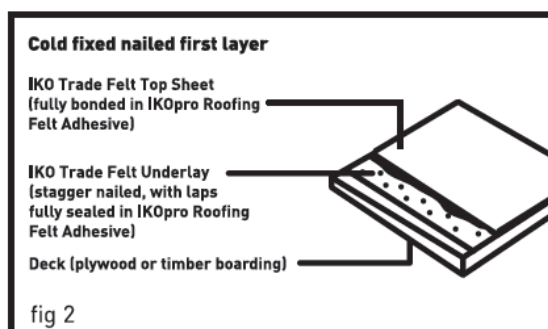 Cold fixed nailed first layer
IKO Trade Felt Top Sheet
(fully bonded in IKOpro Roofing
Felt Adhesive)
IKO Trade Felt Underlay
(stagger nailed, with laps
fully sealed in IKOpro Roofing
Felt Adhesive)
Deck (plywood or timber boarding)
fig 2